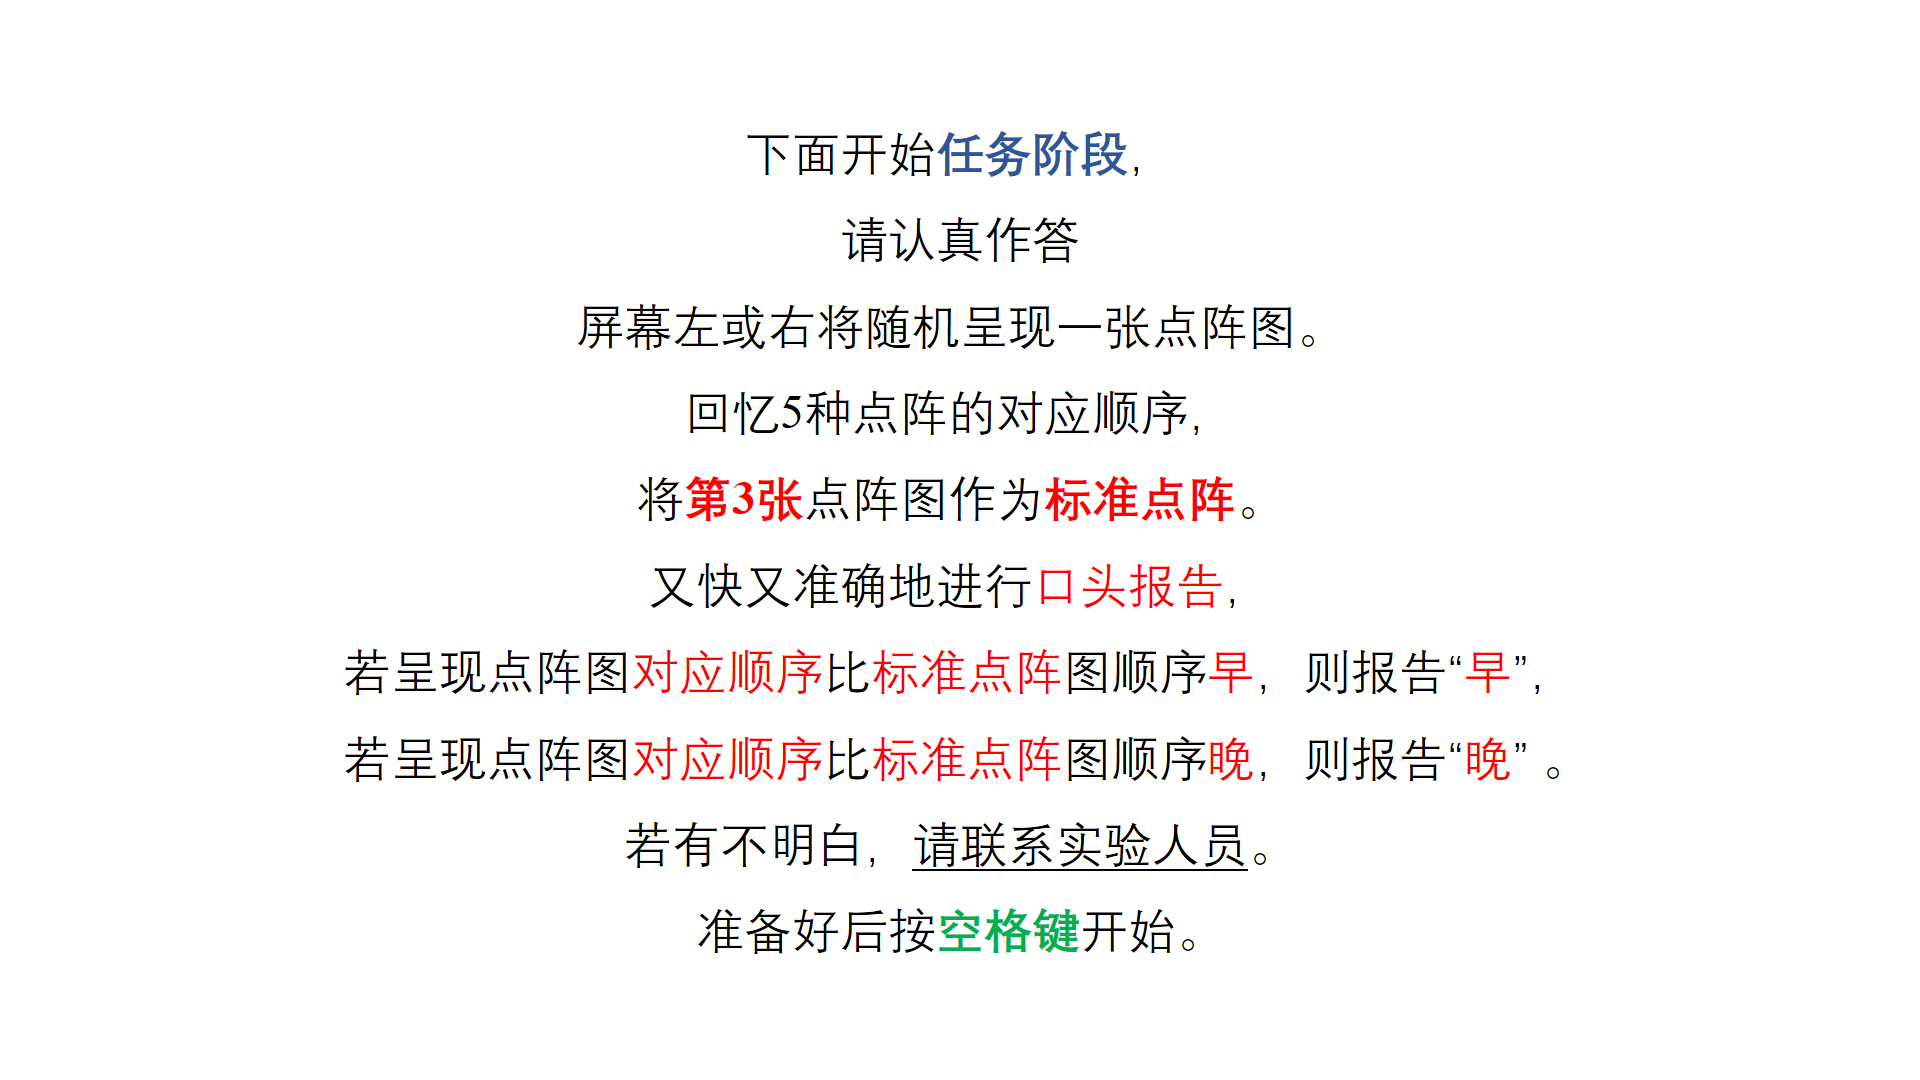 下面开始任务阶段，
请认真作答
屏幕左或右将随机呈现一张点阵图。
回忆5种点阵的对应顺序，
将第3张点阵图作为标准点阵。
又快又准确地进行口头报告，
若呈现点阵图对应顺序比标准点阵图顺序早，则报告“早”，
若呈现点阵图对应顺序比标准点阵图顺序晚，则报告“晚” 。
若有不明白，请联系实验人员。
准备好后按空格键开始。